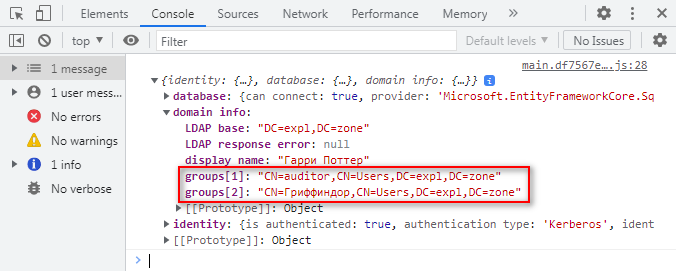 Elements Console Sources Network
top Filter Default levels No Issues
1 message
1 user mess...
No errors
No warnings
1 info
No verbose
main.df7567e….js:28
{identity: {…}, database: {…}, domain info: {…}}
database: {can connect: true, provider: 'Microsoft.EntityFrameworkCore.Sq
domain info:
LDAP base: "DC=expl,DC=zone"
LDAP response error: null
display name: "Гарри Поттер"
groups[1]: "CN=auditor,CN=Users,DC=expl,DC=zone"
groups[2]: "CN=Гриффиндор,CN=Users,DC=expl,DC=zone"
[[Prototype]]: Object
identity: {is authenticated: true, authentication type: 'Kerberos', ident
[[Prototype]]: Object